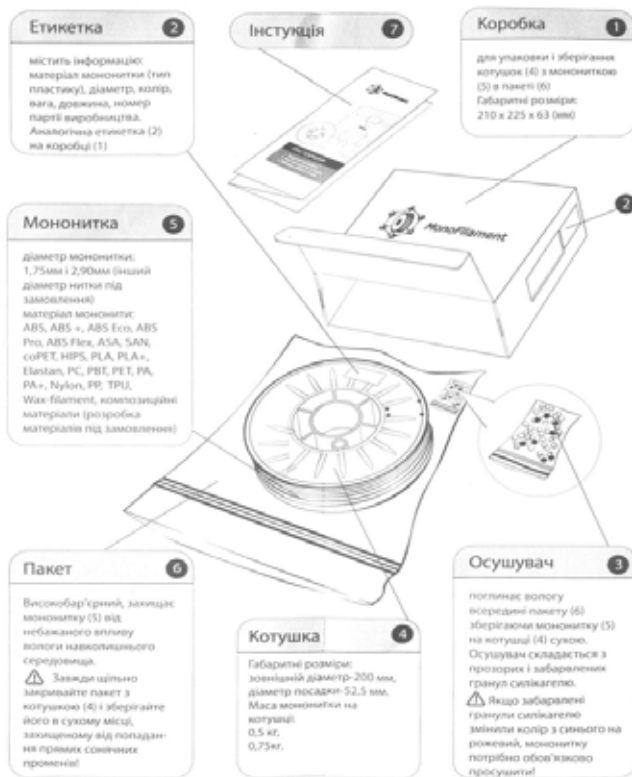 Етикетка 2
містить інформацію:
матеріал мононитки (тип
пластику), діаметр, колір,
вага, довжина, номер
партії виробництва.
Аналогічна етикетка (2)
на коробці (1)
Інстукція 7
Коробка 1
для упаковки і зберігання
котушок (4) з монониткою
(5) в пакеті (6)
Габаритні розміри:
210 x 225 x 63 (мм)
2
MonoFilament
Мононитка 5
діаметр мононитки:
1,75мм і 2,90мм (інший
діаметр нитки під
замовлення)
матеріал мононити:
ABS, ABS +, ABS Eco, ABS
Pro, ABS Flex, ASA, SAN,
coPET, HIPS, PLA, PLA+,
Elastan, PC, PBT, PET, PA,
PA+, Nylon, PP, TPU,
Wax-filament, композиційні
матеріали (розробка
матеріалів під замовлення)
Пакет 6
Високобар'єрний, захищає
мононитку (5) від
небажаного впливу
вологи навколишнього
середовища.
Завжди щільно
закривайте пакет з
котушкою (4) і зберігайте
його в сухому місці,
захищеному від попадан-
ня прямих сонячних
променів!
Котушка 4
Габаритні розміри:
зовнішній діаметр-200 мм,
діаметр посадки-52,5 мм.
Маса мононитки на
котушці:
0,5 кг,
0,75кг.
Осушувач 3
поглинає вологу
всередині пакету (6)
зберігаючи мононитку (5)
на котушці (4) сухою.
Осушувач складається з
прозорих і забарвлених
гранул силікагелю.
Якщо забарвлені
гранули силікагелю
змінили колір з синього на
рожевий, мононитку
потрібно обов'язково
просушити!